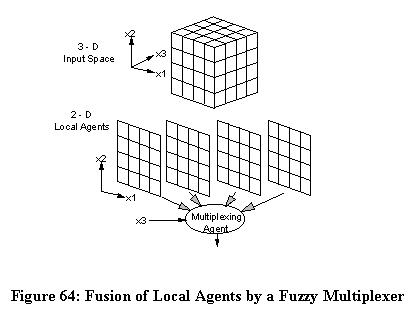 x2
3 - D
Input Space
x3
x1
2 - D
Local Agents
x2
x1
x3
Multiplexing
Agent
Figure 64: Fusion of Local Agents by a Fuzzy Multiplexer